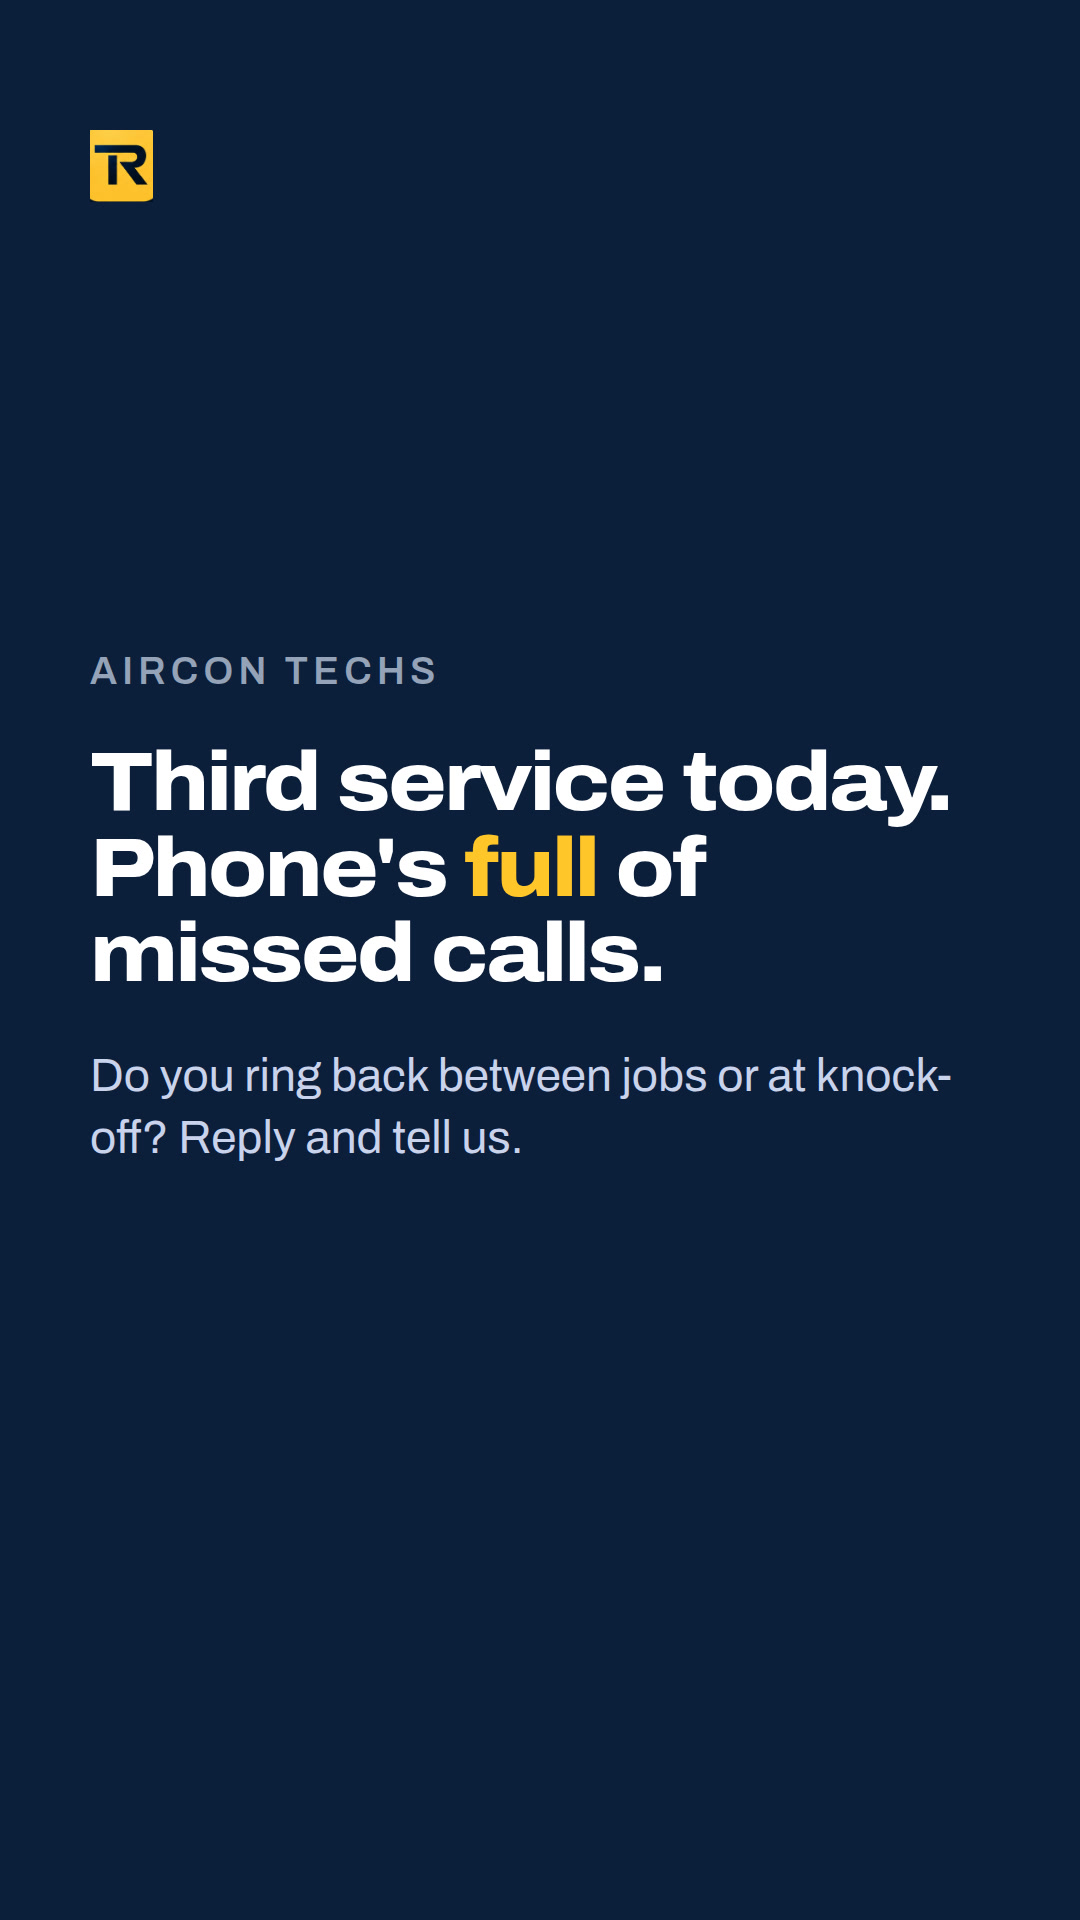 TR
AIRCON TECHS
Third service today.
Phone's full of
missed calls.
Do you ring back between jobs or at knock-
off? Reply and tell us.